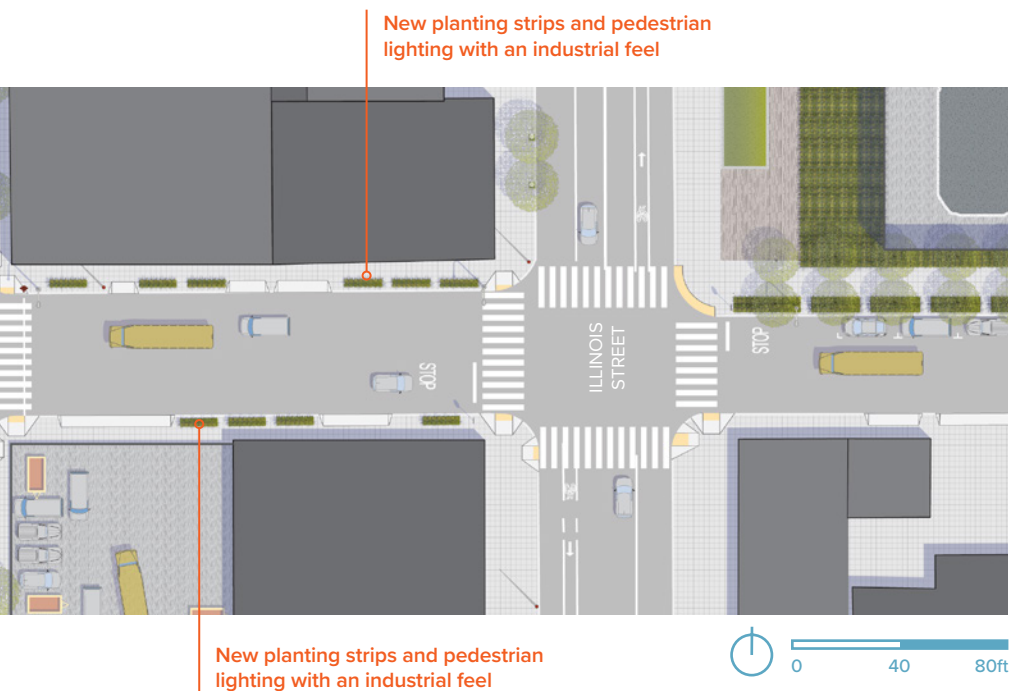 New planting strips and pedestrian
lighting with an industrial feel
ILLINOIS
STREET
STOP
STOP
New planting strips and pedestrian
lighting with an industrial feel
0 40 80ft